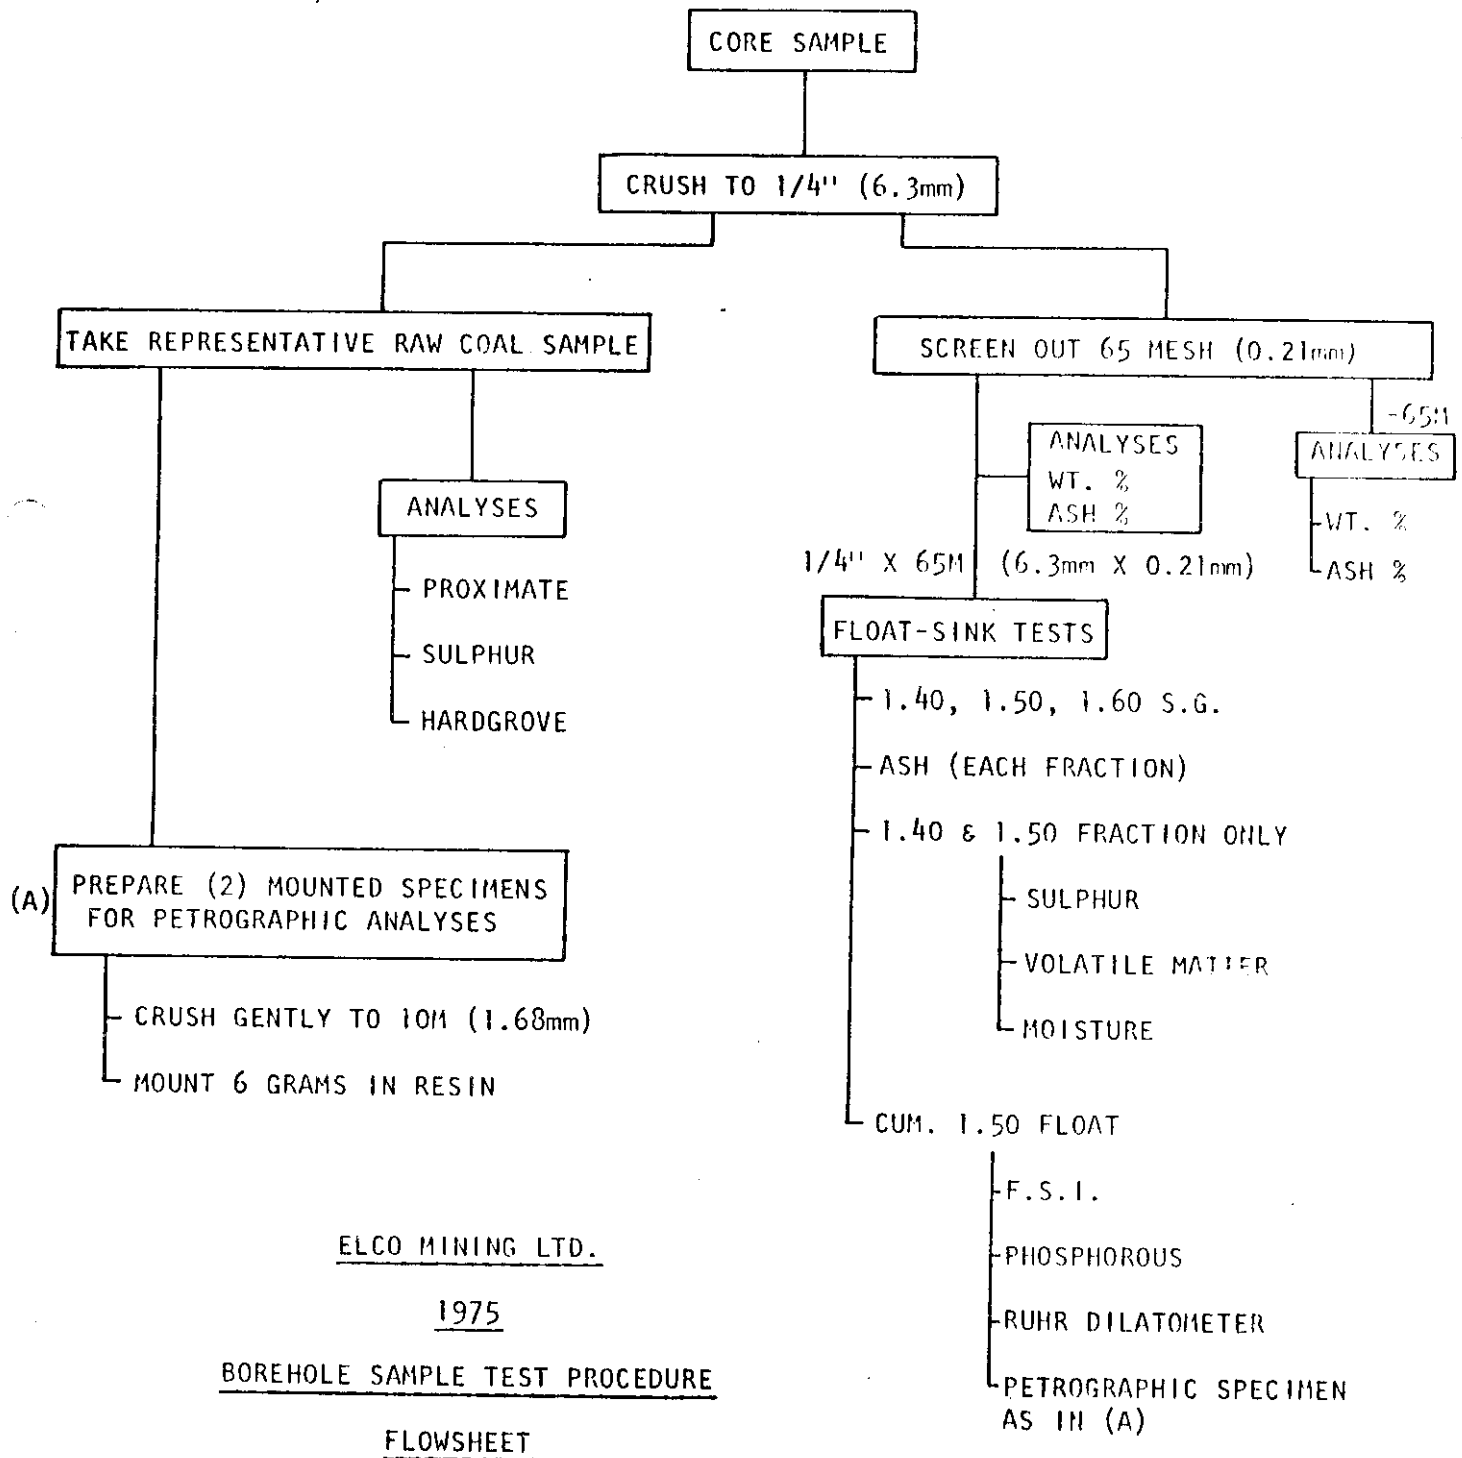 CORE SAMPLE
CRUSH TO 1/4" (6.3mm)
TAKE REPRESENTATIVE RAW COAL SAMPLE
ANALYSES
PROXIMATE
SULPHUR
HARDGROVE
(A)
PREPARE (2) MOUNTED SPECIMENS
FOR PETROGRAPHIC ANALYSES
CRUSH GENTLY TO 10M (1.68mm)
MOUNT 6 GRAMS IN RESIN
SCREEN OUT 65 MESH (0.21mm)
-65M
ANALYSES
WT. %
ASH %
ANALYSES
WT. %
ASH %
1/4" X 65M (6.3mm X 0.21mm)
FLOAT-SINK TESTS
1.40, 1.50, 1.60 S.G.
ASH (EACH FRACTION)
1.40 & 1.50 FRACTION ONLY
SULPHUR
VOLATILE MATTER
MOISTURE
CUM. 1.50 FLOAT
F.S.I.
PHOSPHOROUS
RUHR DILATOMETER
PETROGRAPHIC SPECIMEN
AS IN (A)
ELCO MINING LTD.
1975
BOREHOLE SAMPLE TEST PROCEDURE
FLOWSHEET